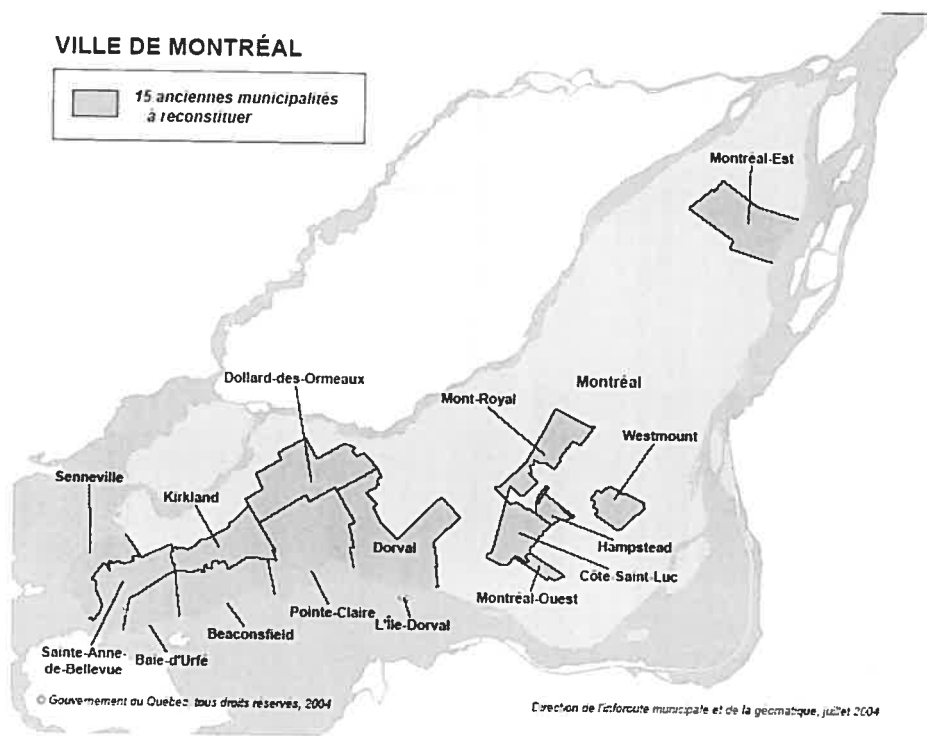 VILLE DE MONTRÉAL
15 anciennes municipalités
à reconstituer
Montréal-Est
Dollard-des-Ormeaux
Montréal
Mont-Royal
Westmount
Senneville
Kirkland
Dorval
Hampstead
Côte-Saint-Luc
Montréal-Ouest
Pointe-Claire
L'Île-Dorval
Beaconsfield
Sainte-Anne-
de-Bellevue
Baie-d'Urfé
© Gouvernement du Québec, tous droits réservés, 2004
Direction de l'inforoute municipale et de la géomatique, juillet 2004